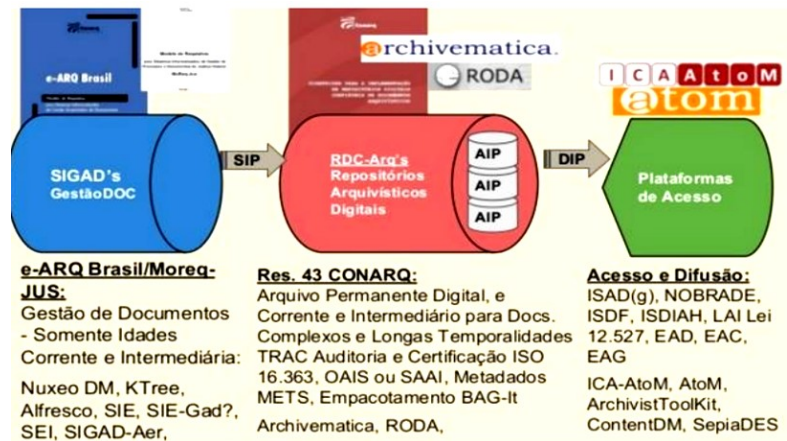 e-ARQ Brasil
archivematica.
RODA
ICAAtoM
atom
SIGAD's
GestãoDOC
SIP
RDC-Arq's
Repositórios
Arquivísticos
Digitais
AIP
AIP
AIP
DIP
Plataformas
de Acesso
e-ARQ Brasil/Moreq-
JUS:
Gestão de Documentos
- Somente Idades
Corrente e Intermediária:
Nuxeo DM, KTree,
Alfresco, SIE, SIE-Gad?,
SEI, SIGAD-Aer,
Res. 43 CONARQ:
Arquivo Permanente Digital, e
Corrente e Intermediário para Docs.
Complexos e Longas Temporalidades
TRAC Auditoria e Certificação ISO
16.363, OAIS ou SAAI, Metadados
METS, Empacotamento BAG-It
Archivematica, RODA,
Acesso e Difusão:
ISAD(g), NOBRADE,
ISDF, ISDIAH, LAI Lei
12.527, EAD, EAC,
EAG
ICA-AtoM, AtoM,
ArchivistToolKit,
ContentDM, SepiaDES